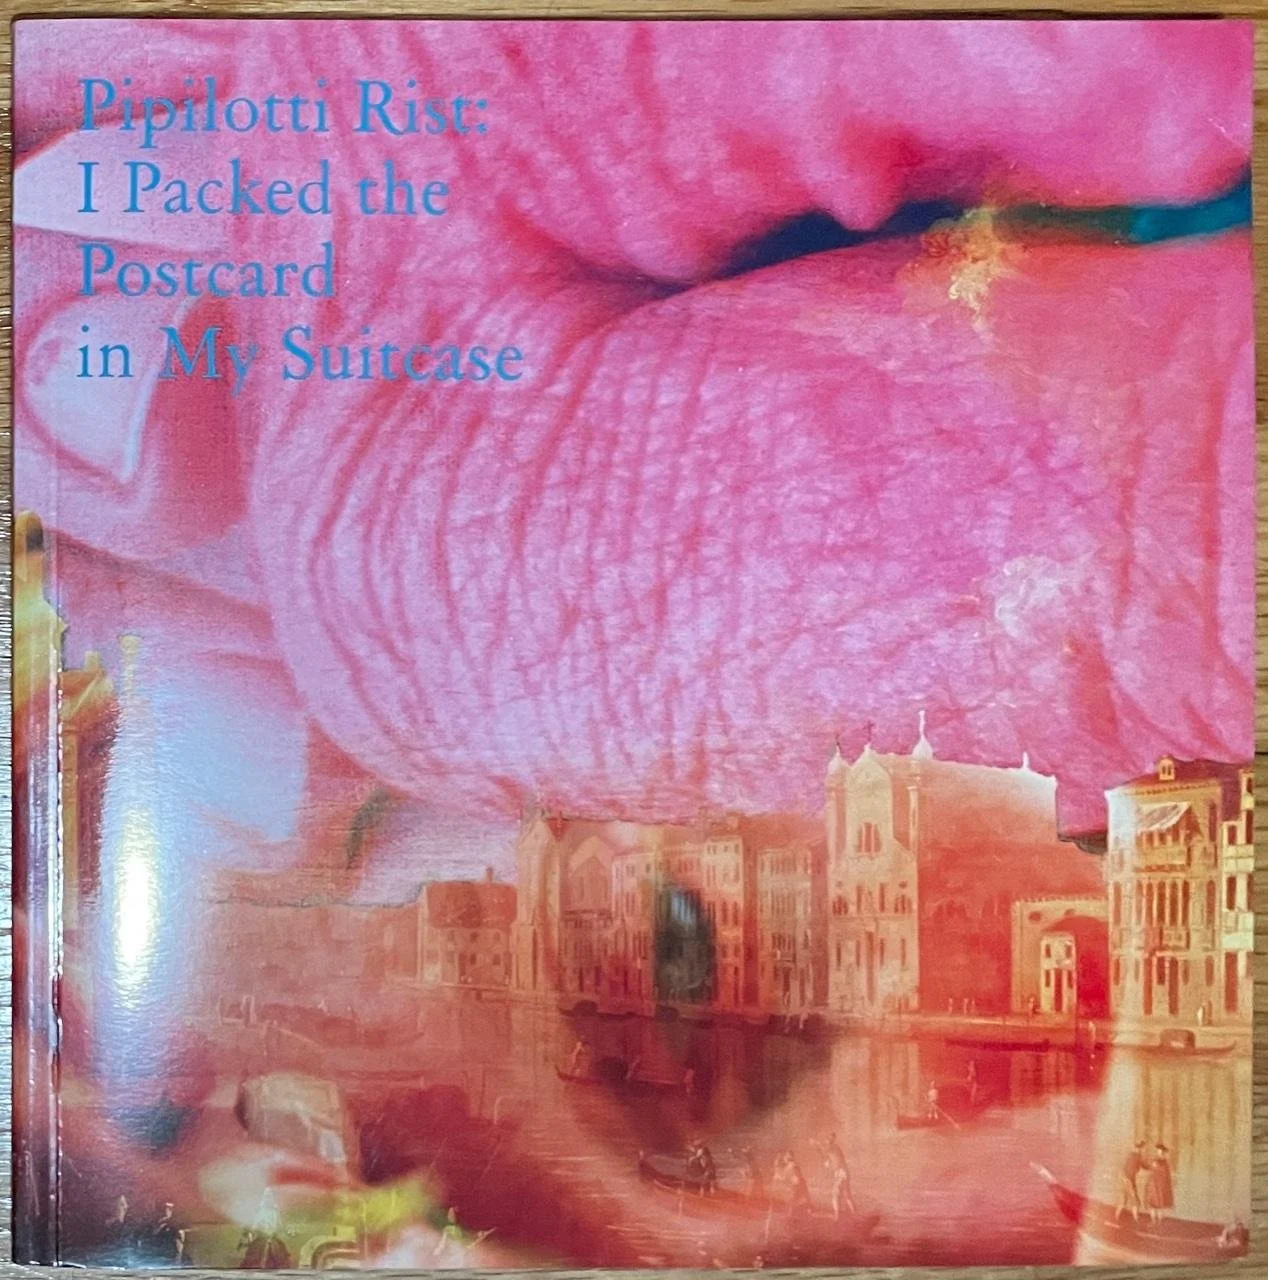 Pipilotti Rist:
I Packed the
Postcard
in My Suitcase